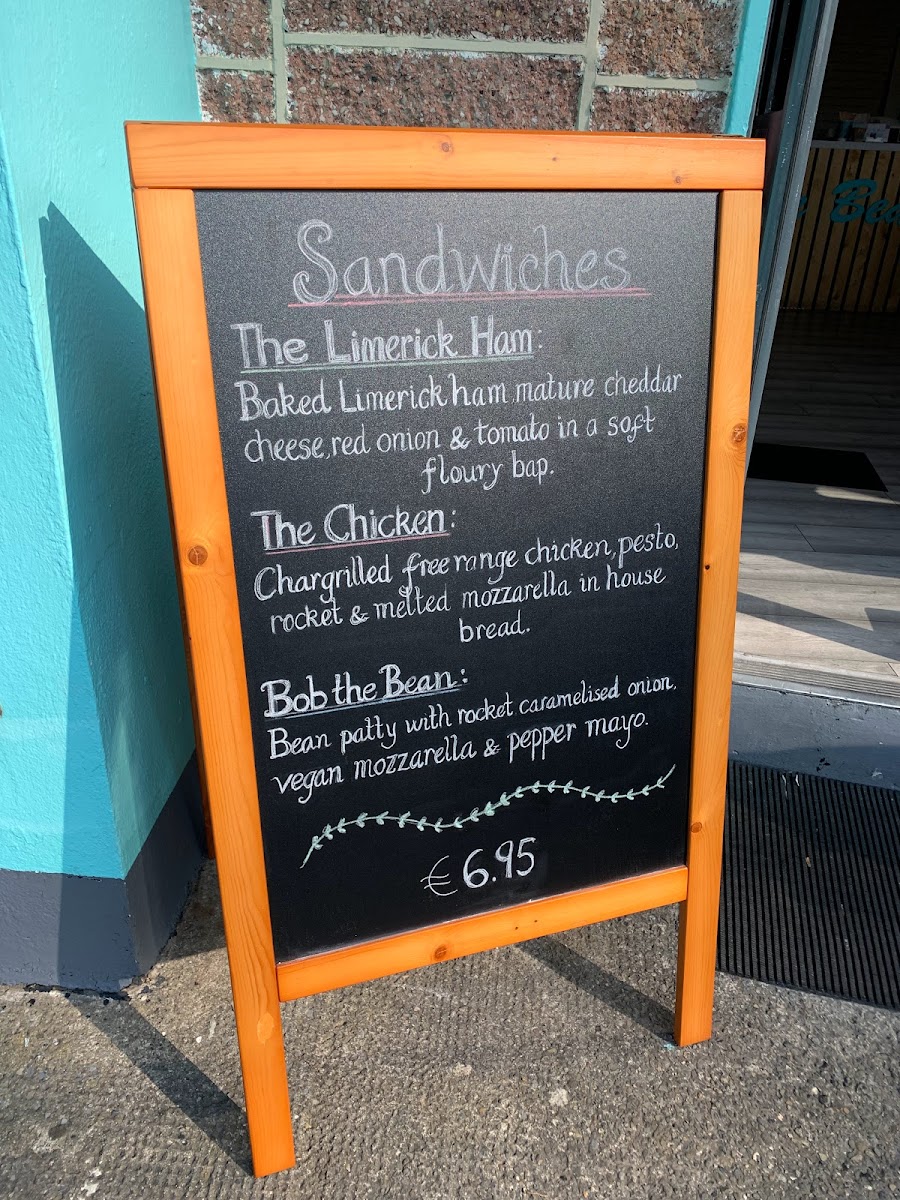 Sandwiches
The Limerick Ham:
Baked Limerick ham, mature cheddar
cheese, red onion & tomato in a soft
floury bap.
The Chicken:
Chargrilled free range chicken, pesto,
rocket & melted mozzarella in house
bread.
Bob the Bean:
Bean patty with rocket, caramelised onion,
vegan mozzarella & pepper mayo.
€6.95